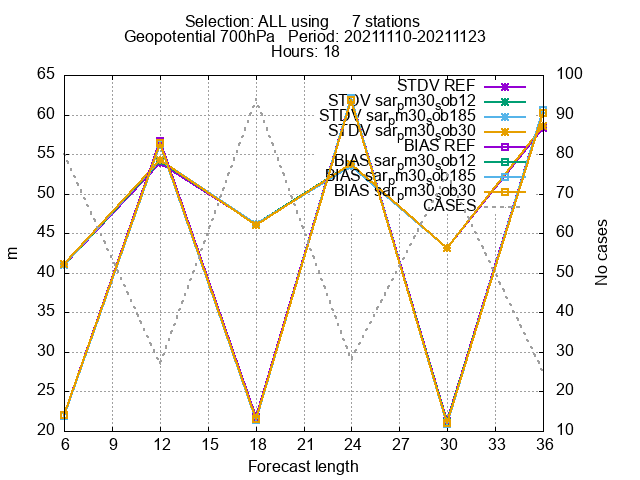 Selection: ALL using 7 stations
Geopotential 700hPa Period: 20211110-20211123
Hours: 18
65 100
STDV REF
60 90
STDV sar_pm30_sob12
STDV sar_pm30_sob185
55 80
STDV sar_pm30_sob30
BIAS REF
50 70
BIAS sar_pm30_sob12
BIAS sar_pm30_sob185
45 60
BIAS sar_pm30_sob30
CASES
40 50
35 40
30 30
25 20
20 10
m
No cases
6 9 12 15 18 21 24 27 30 33 36
Forecast length